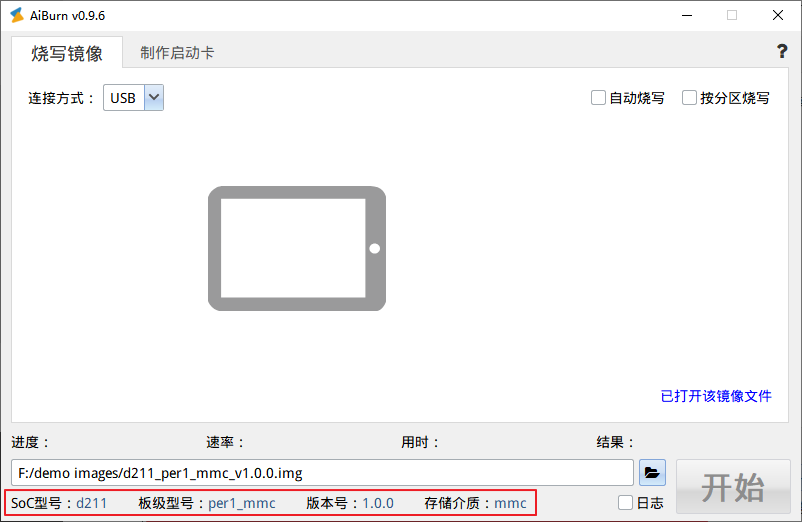 AiBurn v0.9.6
烧写镜像 制作启动卡 ?
连接方式： USB 自动烧写 按分区烧写
已打开该镜像文件
进度： 速率： 用时： 结果：
F:/demo images/d211_per1_mmc_v1.0.0.img
开始
SoC型号：d211 板级型号：per1_mmc 版本号：1.0.0 存储介质：mmc 日志